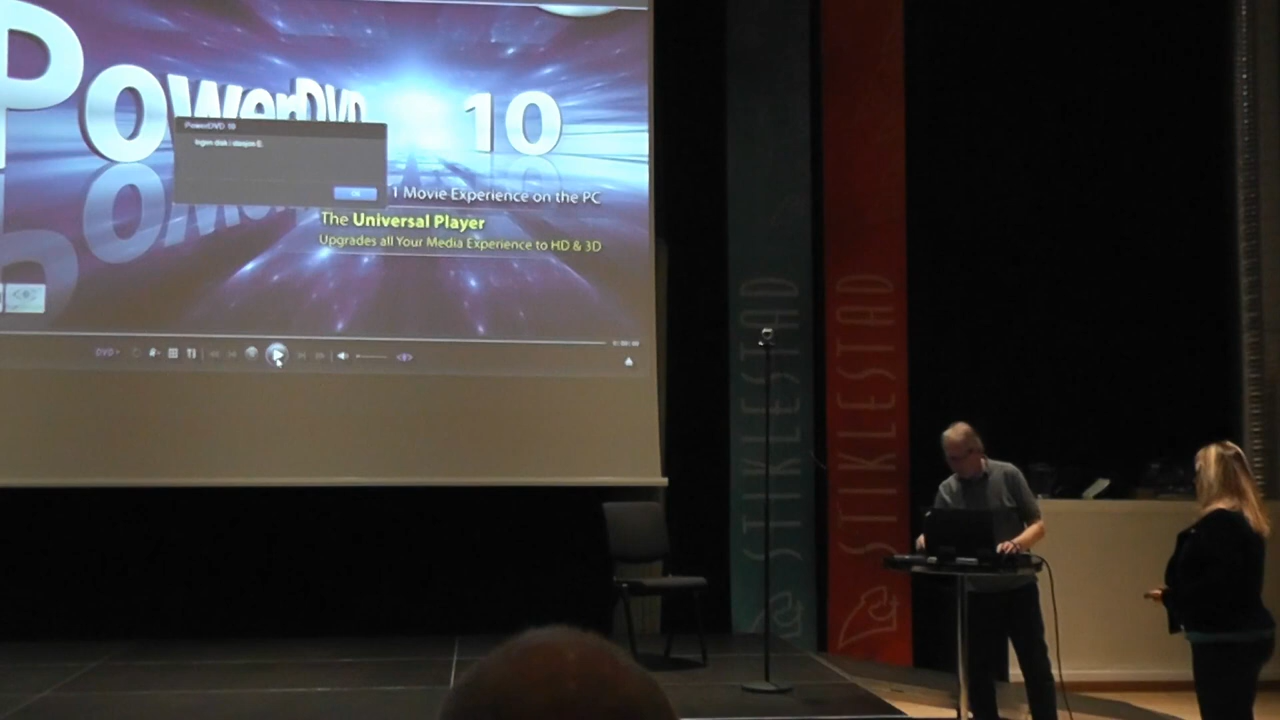 PowerDVD 10
PowerDVD 10
Ingen disk i stasjon E.
Ok
1 Movie Experience on the PC
The Universal Player
Upgrades all Your Media Experience to HD & 3D
DVD
STIKLESTAD
STIKLESTAD